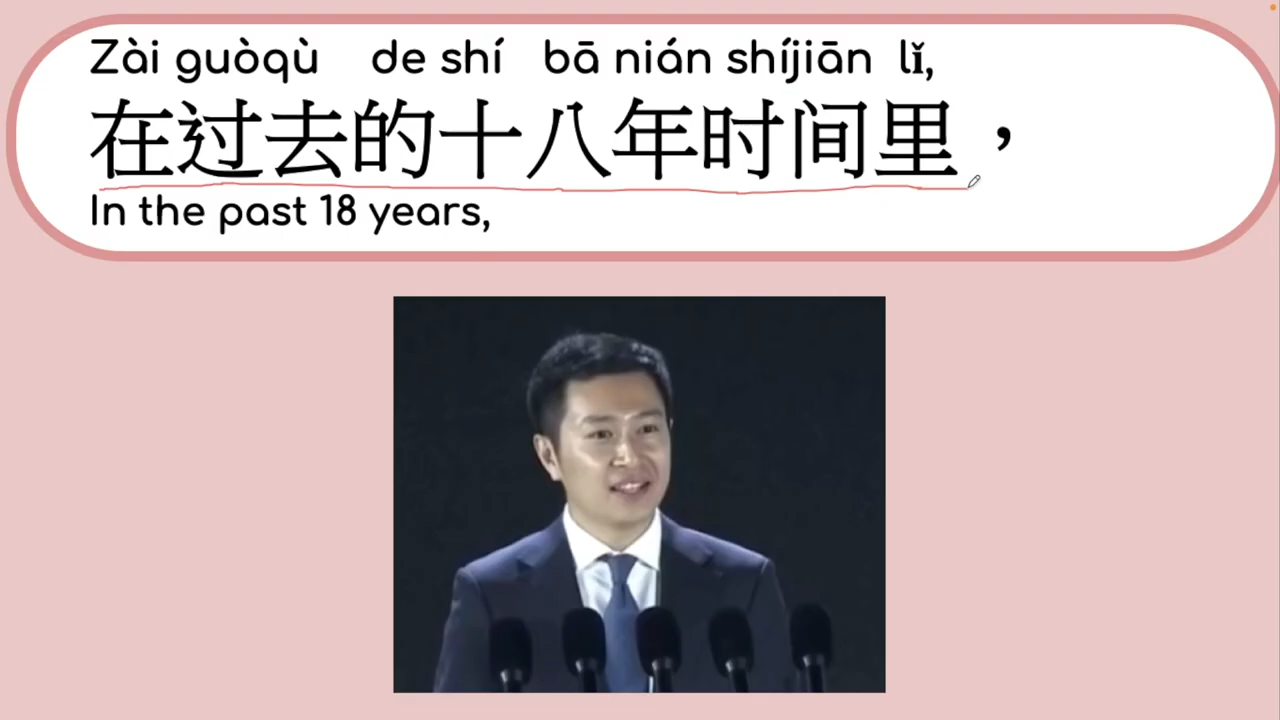 Zài guòqù de shí bā nián shíjiān lǐ,
在过去的十八年时间里，
In the past 18 years,